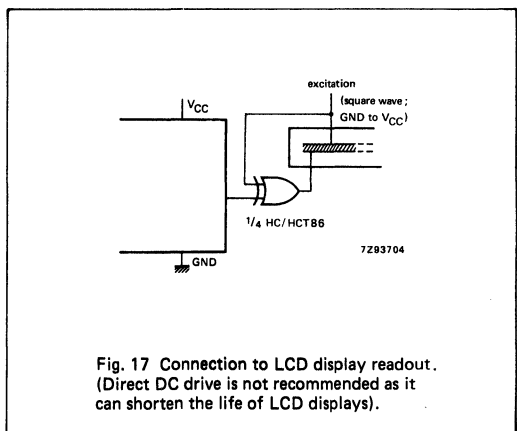 excitation
(square wave ;
GND to VCC)
VCC
1/4 HC/HCT86
7Z93704
GND
Fig. 17 Connection to LCD display readout.
(Direct DC drive is not recommended as it
can shorten the life of LCD displays).